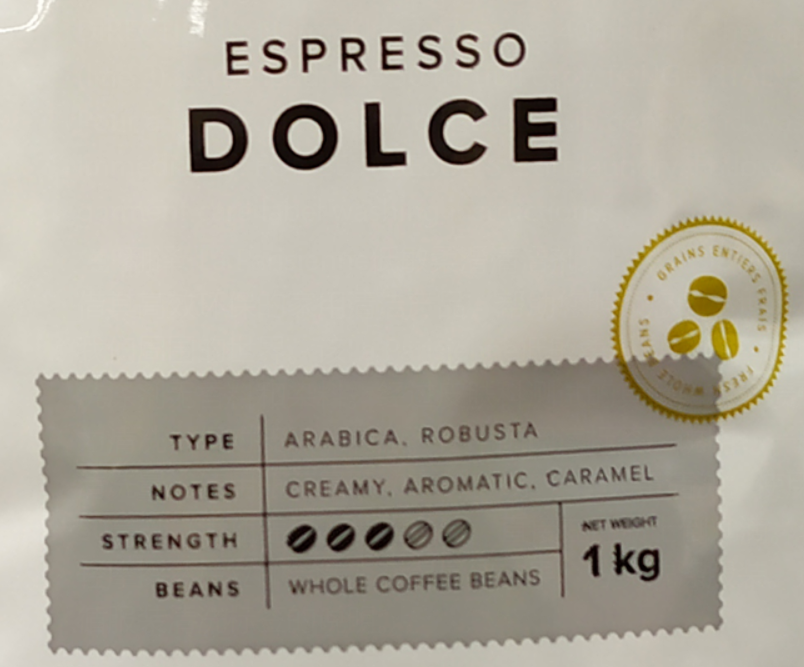 ESPRESSO
DOLCE
GRAINS ENTIERS FRAIS • FRESH WHOLE BEANS •
TYPE ARABICA, ROBUSTA
NOTES CREAMY, AROMATIC, CARAMEL
STRENGTH
NET WEIGHT
1 kg
BEANS WHOLE COFFEE BEANS